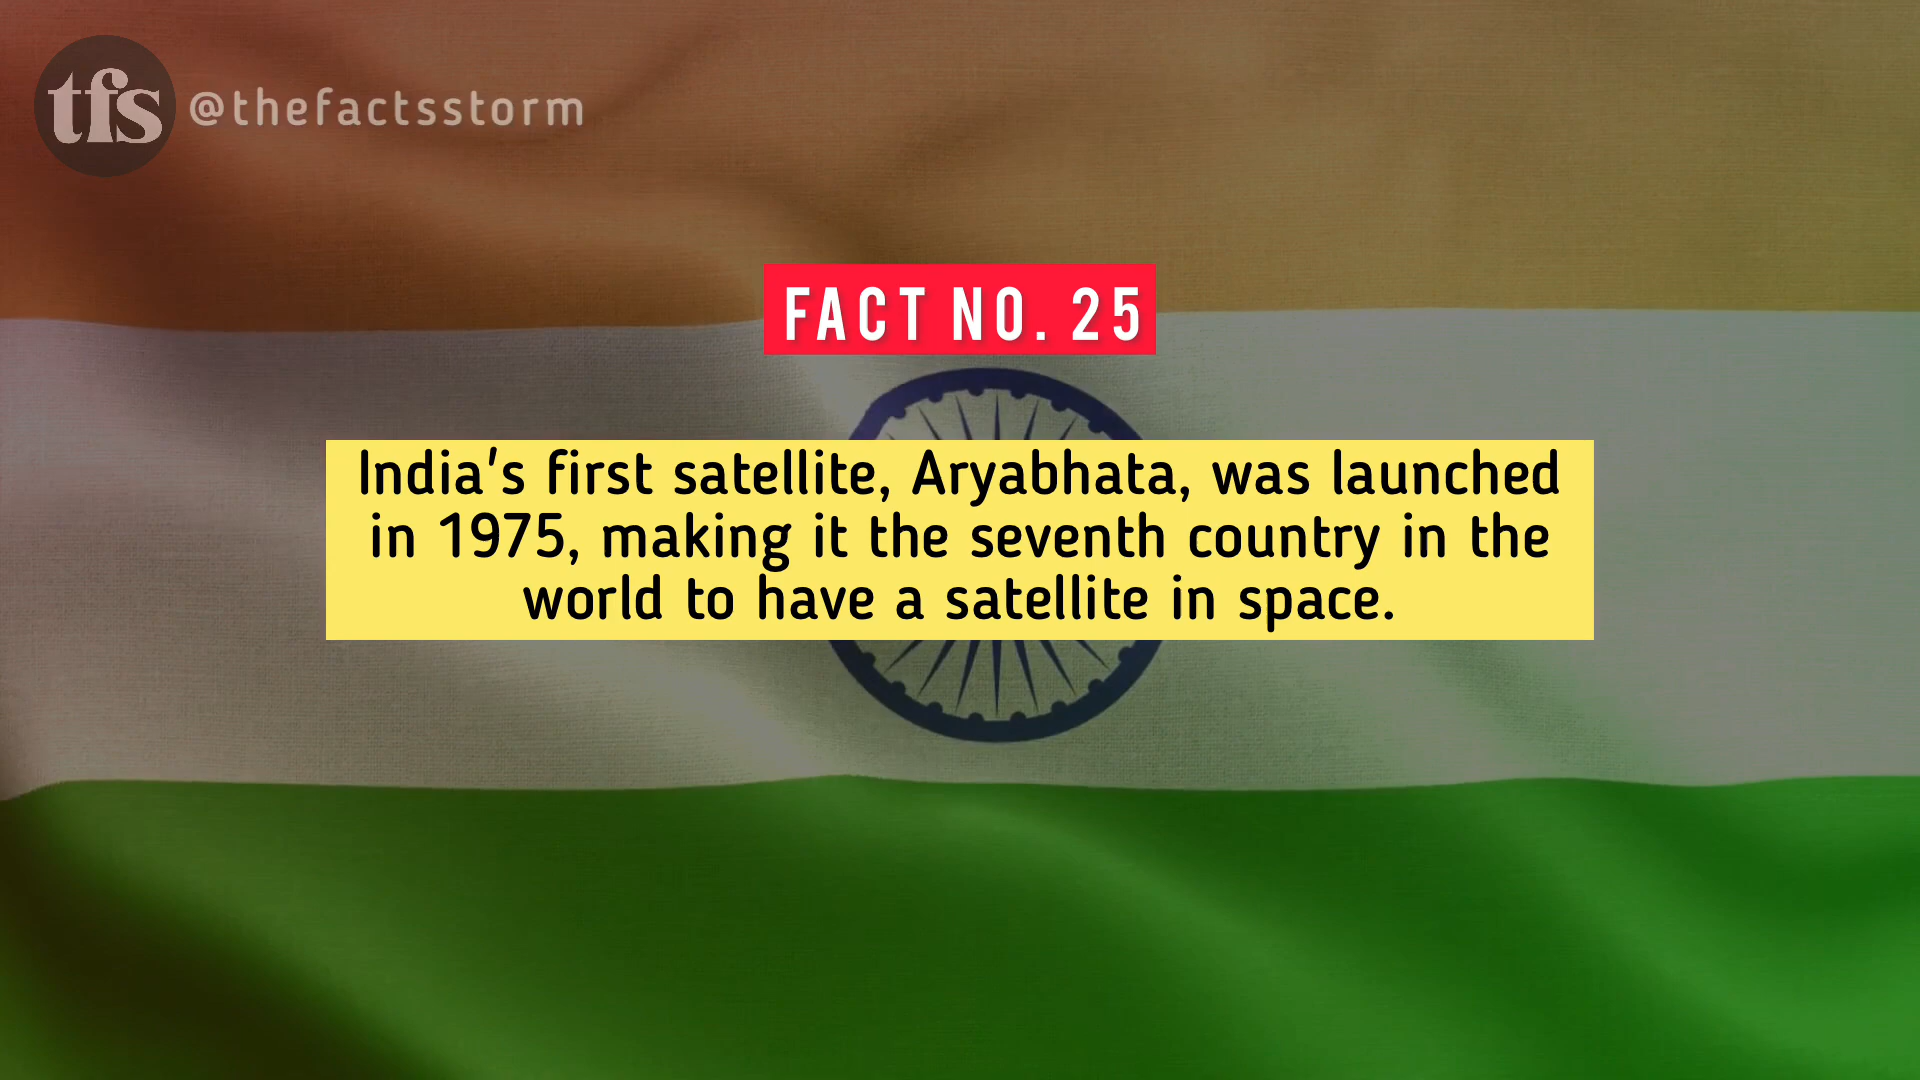 tfs
@thefactsstorm
FACT NO. 25
India's first satellite, Aryabhata, was launched
in 1975, making it the seventh country in the
world to have a satellite in space.